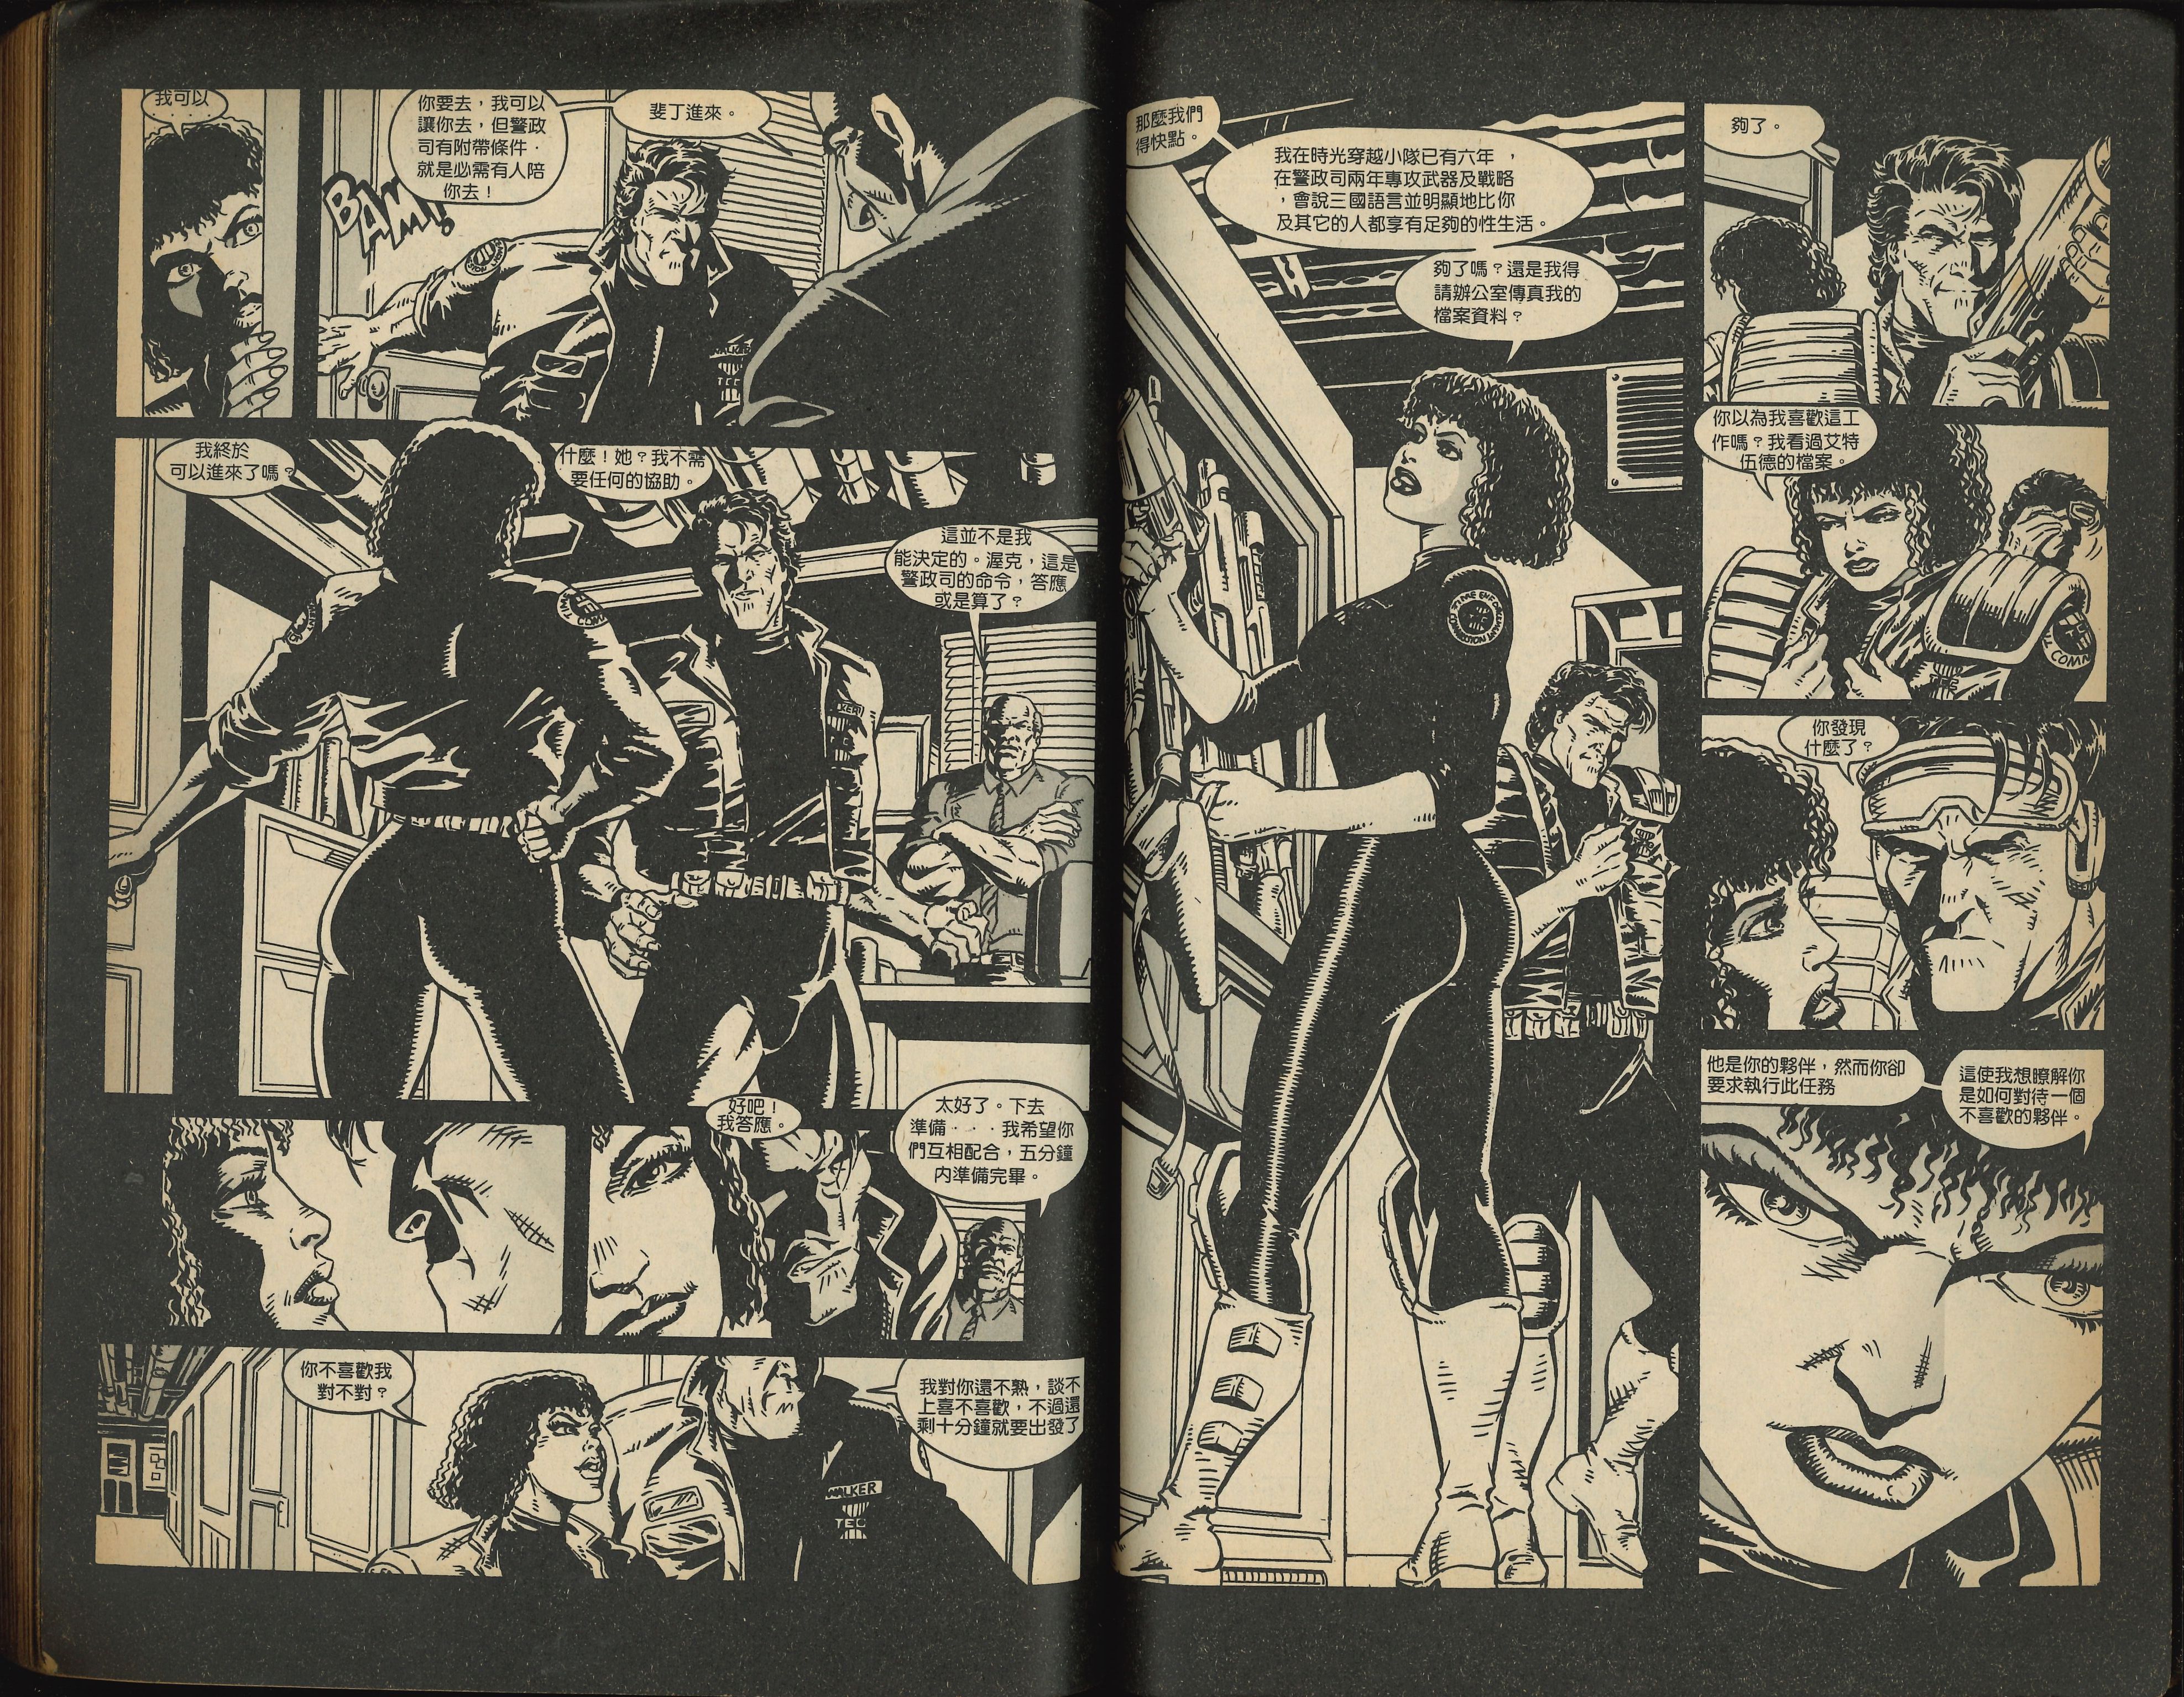 我可以
‥‥
你要去，我可以
讓你去，但警政
司有附帶條件．
就是必需有人陪
你去！
斐丁進來。
BAM!
WALKER
TEC
我終於
可以進來了嗎？
什麼！她？我不需
要任何的協助。
這並不是我
能決定的。渥克，這是
警政司的命令，答應
或是算了？
好吧！
我答應。
太好了。下去
準備．．．我希望你
們互相配合，五分鐘
內準備完畢。
你不喜歡我
對不對？
我對你還不熟，談不
上喜不喜歡，不過還
剩十分鐘就要出發了
WALKER
TEC
那麼我們
得快點。
我在時光穿越小隊已有六年，
在警政司兩年專攻武器及戰略
，會說三國語言並明顯地比你
及其它的人都享有足夠的性生活。
夠了嗎？還是我得
請辦公室傳真我的
檔案資料？
TIME ENFORCEMENT
COMMISSION
夠了。
你以為我喜歡這工
作嗎？我看過艾特
伍德的檔案。
COMM
TEC
你發現
什麼了？
他是你的夥伴，然而你卻
要求執行此任務
這使我想瞭解你
是如何對待一個
不喜歡的夥伴。